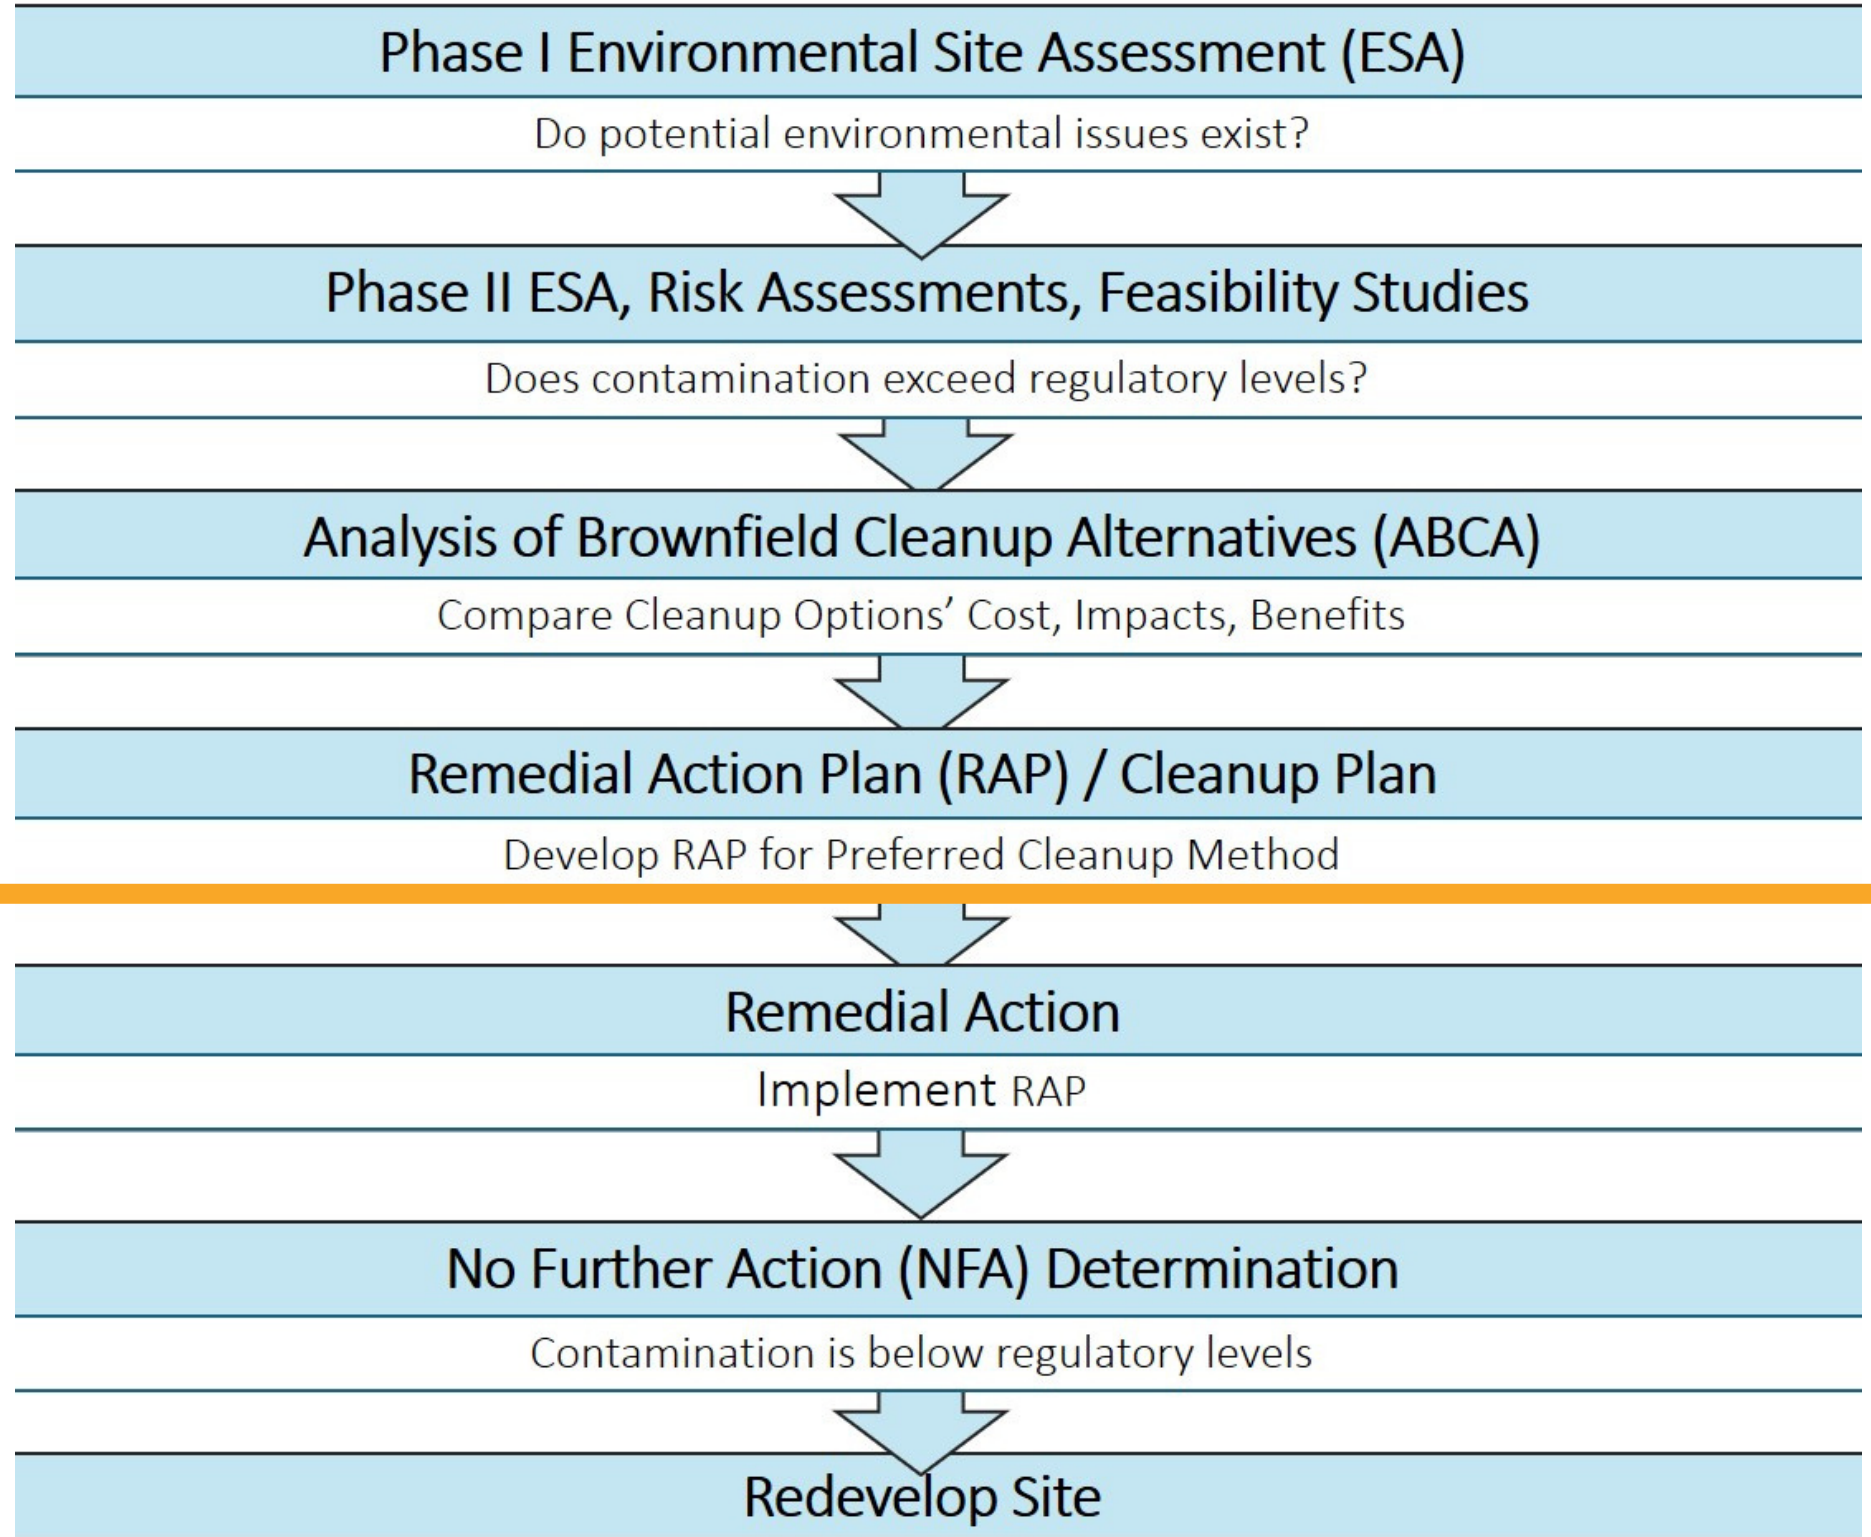 Phase I Environmental Site Assessment (ESA)
Do potential environmental issues exist?
Phase II ESA, Risk Assessments, Feasibility Studies
Does contamination exceed regulatory levels?
Analysis of Brownfield Cleanup Alternatives (ABCA)
Compare Cleanup Options’ Cost, Impacts, Benefits
Remedial Action Plan (RAP) / Cleanup Plan
Develop RAP for Preferred Cleanup Method
Remedial Action
Implement RAP
No Further Action (NFA) Determination
Contamination is below regulatory levels
Redevelop Site